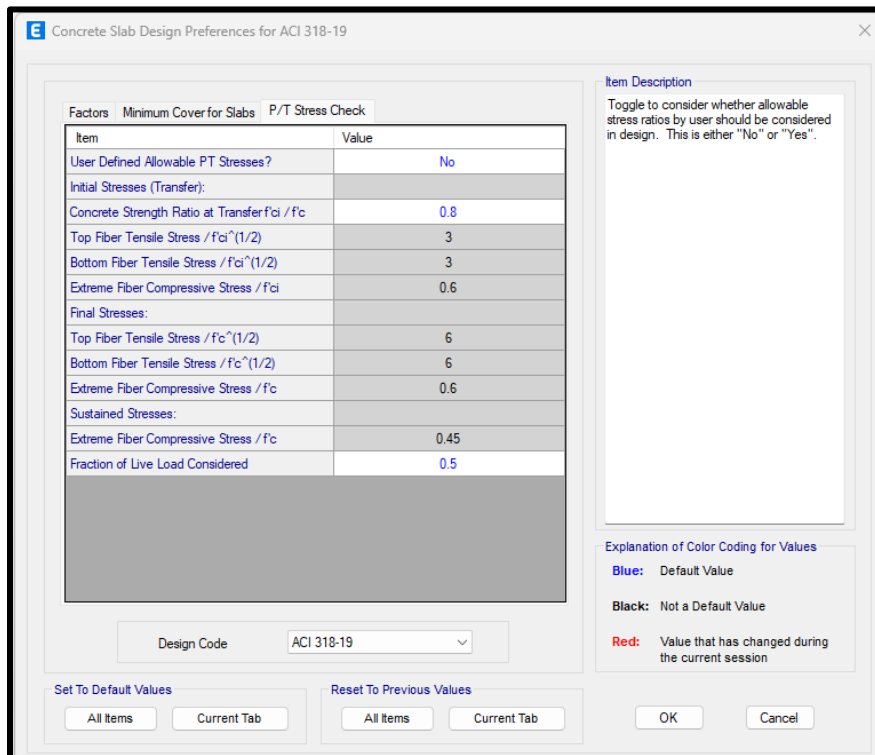 E Concrete Slab Design Preferences for ACI 318-19
Factors Minimum Cover for Slabs P/T Stress Check
Item Value
User Defined Allowable PT Stresses? No
Initial Stresses (Transfer):
Concrete Strength Ratio at Transfer f'ci / f'c 0.8
Top Fiber Tensile Stress / f'ci^(1/2) 3
Bottom Fiber Tensile Stress / f'ci^(1/2) 3
Extreme Fiber Compressive Stress / f'ci 0.6
Final Stresses:
Top Fiber Tensile Stress / f'c^(1/2) 6
Bottom Fiber Tensile Stress / f'c^(1/2) 6
Extreme Fiber Compressive Stress / f'c 0.6
Sustained Stresses:
Extreme Fiber Compressive Stress / f'c 0.45
Fraction of Live Load Considered 0.5
Design Code ACI 318-19
Set To Default Values
All Items Current Tab
Reset To Previous Values
All Items Current Tab
Item Description
Toggle to consider whether allowable
stress ratios by user should be considered
in design. This is either "No" or "Yes".
Explanation of Color Coding for Values
Blue: Default Value
Black: Not a Default Value
Red: Value that has changed during
the current session
OK Cancel